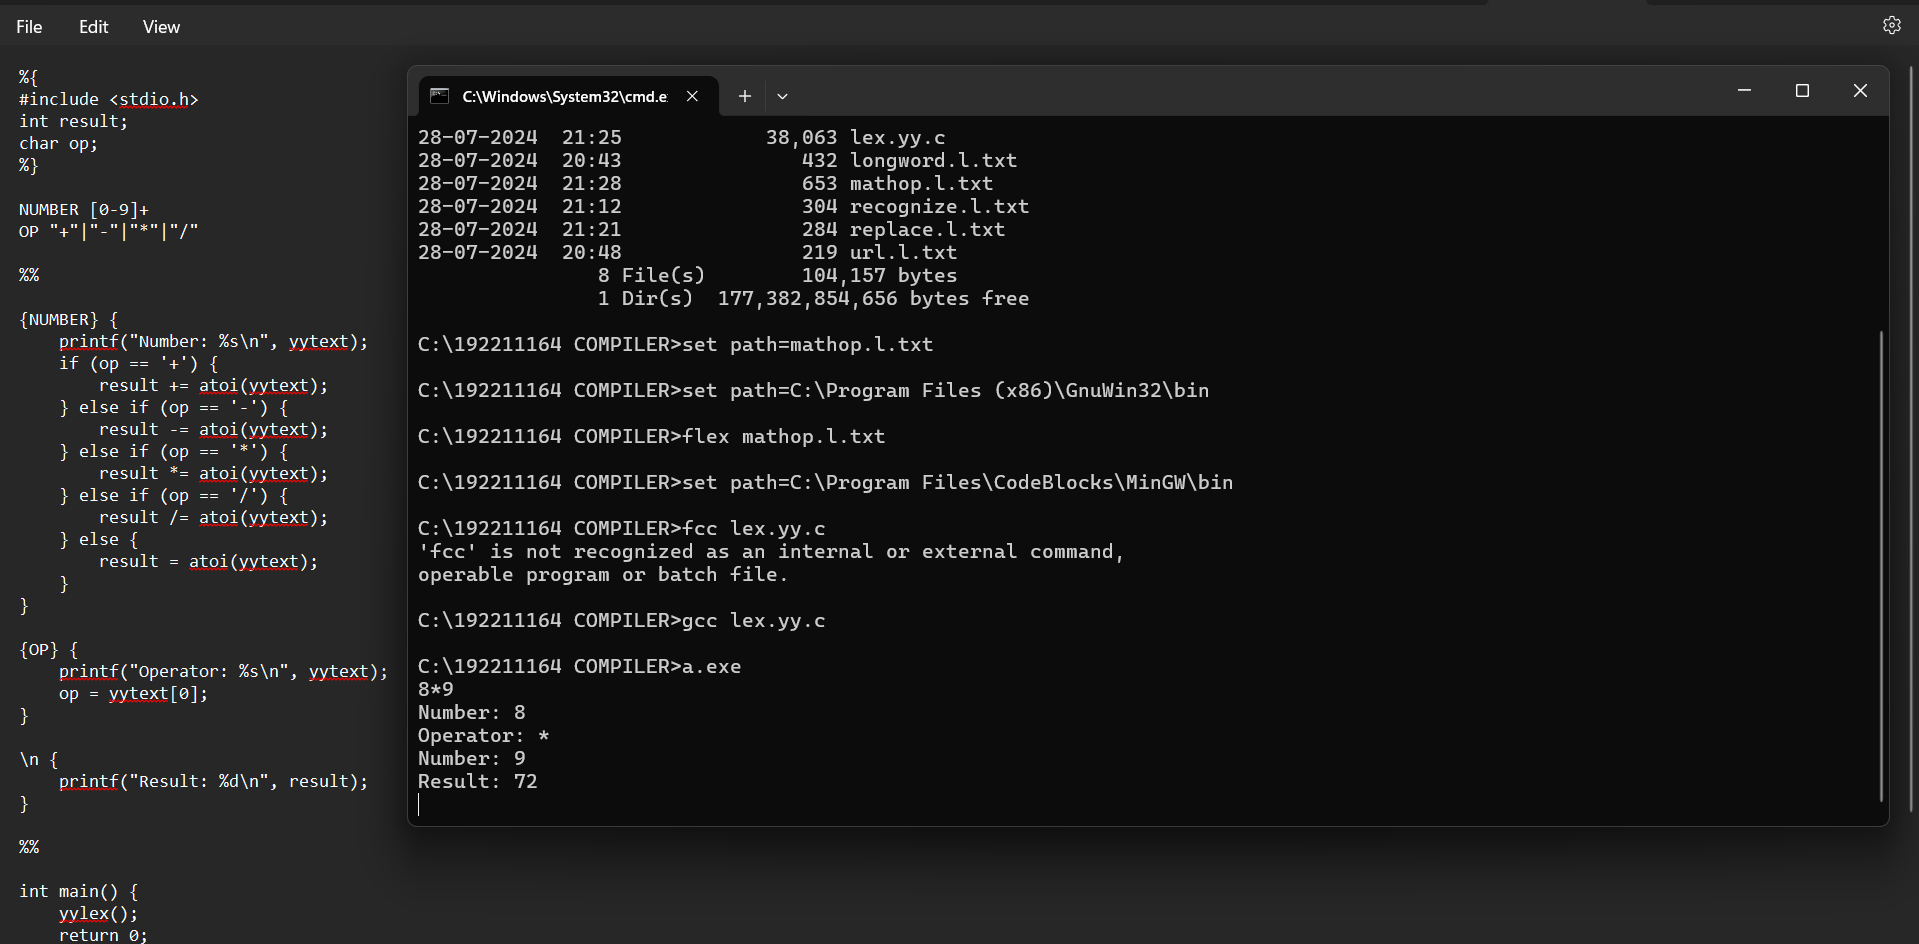 File Edit View
%{
#include <stdio.h>
int result;
char op;
%}
NUMBER [0-9]+
OP "+"|"-"|"*"|"/"
%%
{NUMBER} {
    printf("Number: %s\n", yytext);
    if (op == '+') {
        result += atoi(yytext);
    } else if (op == '-') {
        result -= atoi(yytext);
    } else if (op == '*') {
        result *= atoi(yytext);
    } else if (op == '/') {
        result /= atoi(yytext);
    } else {
        result = atoi(yytext);
    }
}
{OP} {
    printf("Operator: %s\n", yytext);
    op = yytext[0];
}
\n {
    printf("Result: %d\n", result);
}
%%
int main() {
    yylex();
    return 0;
C:\Windows\System32\cmd.e
28-07-2024  21:25            38,063 lex.yy.c
28-07-2024  20:43               432 longword.l.txt
28-07-2024  21:28               653 mathop.l.txt
28-07-2024  21:12               304 recognize.l.txt
28-07-2024  21:21               284 replace.l.txt
28-07-2024  20:48               219 url.l.txt
               8 File(s)        104,157 bytes
               1 Dir(s)  177,382,854,656 bytes free
C:\192211164 COMPILER>set path=mathop.l.txt
C:\192211164 COMPILER>set path=C:\Program Files (x86)\GnuWin32\bin
C:\192211164 COMPILER>flex mathop.l.txt
C:\192211164 COMPILER>set path=C:\Program Files\CodeBlocks\MinGW\bin
C:\192211164 COMPILER>fcc lex.yy.c
'fcc' is not recognized as an internal or external command,
operable program or batch file.
C:\192211164 COMPILER>gcc lex.yy.c
C:\192211164 COMPILER>a.exe
8*9
Number: 8
Operator: *
Number: 9
Result: 72